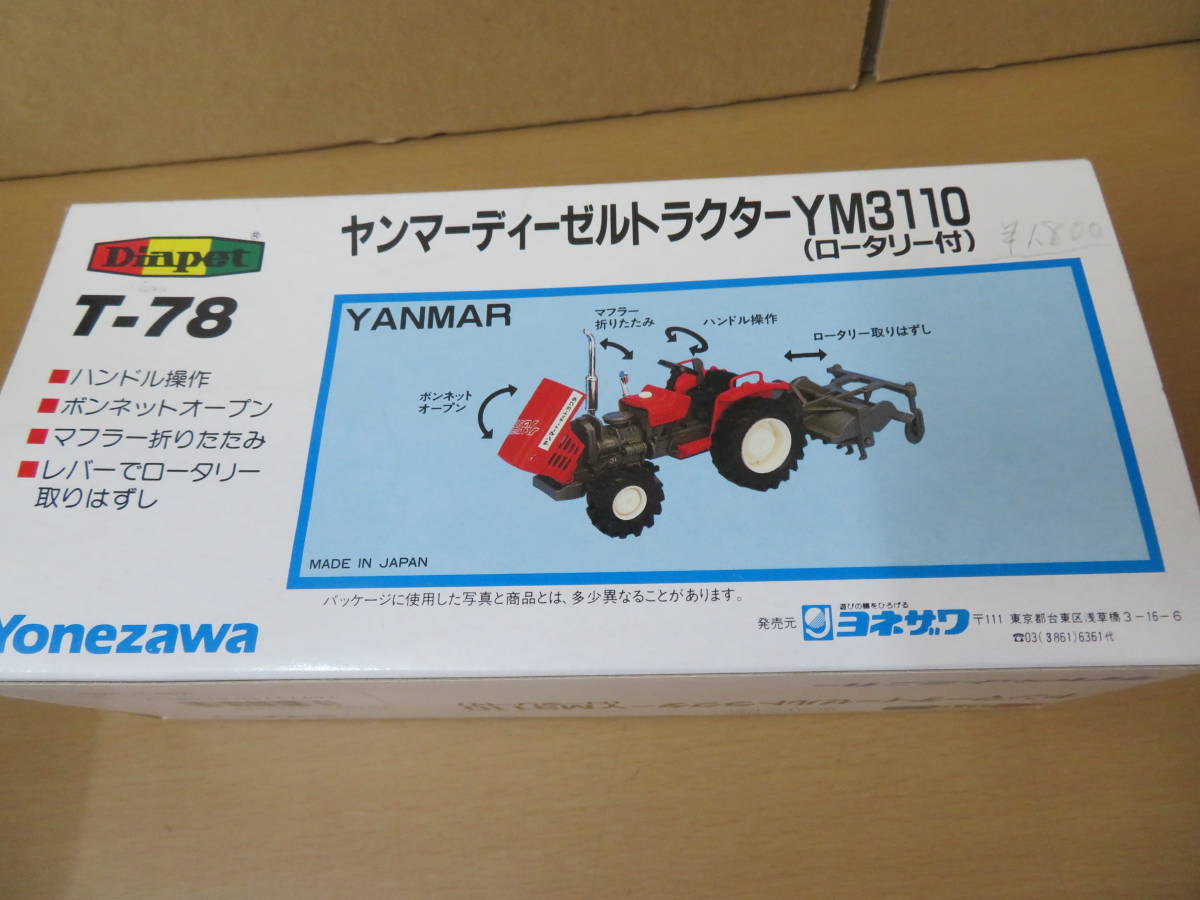 Diapet®
T-78
■ハンドル操作
■ボンネットオープン
■マフラー折りたたみ
■レバーでロータリー
取りはずし
Yonezawa
ヤンマーディーゼルトラクターYM3110
(ロータリー付)
¥1,800
YANMAR
マフラー
折りたたみ
ハンドル操作
ロータリー取りはずし
ボンネット
オープン
MADE IN JAPAN
パッケージに使用した写真と商品とは、多少異なることがあります。
発売元
遊びの輪をひろげる
ヨネザワ
〒111 東京都台東区浅草橋3-16-6
☎03(3861)6361代